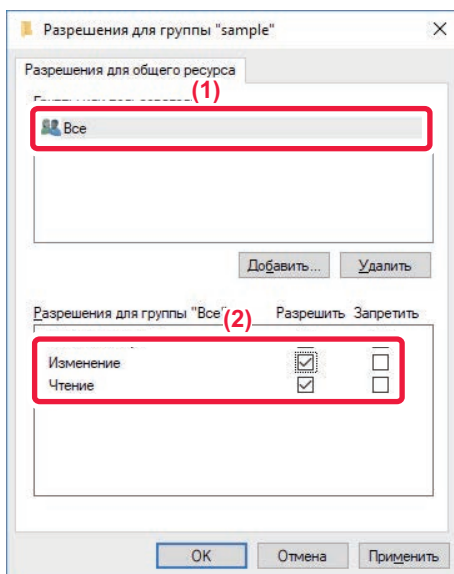 Разрешения для группы "sample"
Разрешения для общего ресурса
(1)
Все
Добавить... Удалить
Разрешения для группы "Все" (2) Разрешить Запретить
Изменение
Чтение
OK Отмена Применить